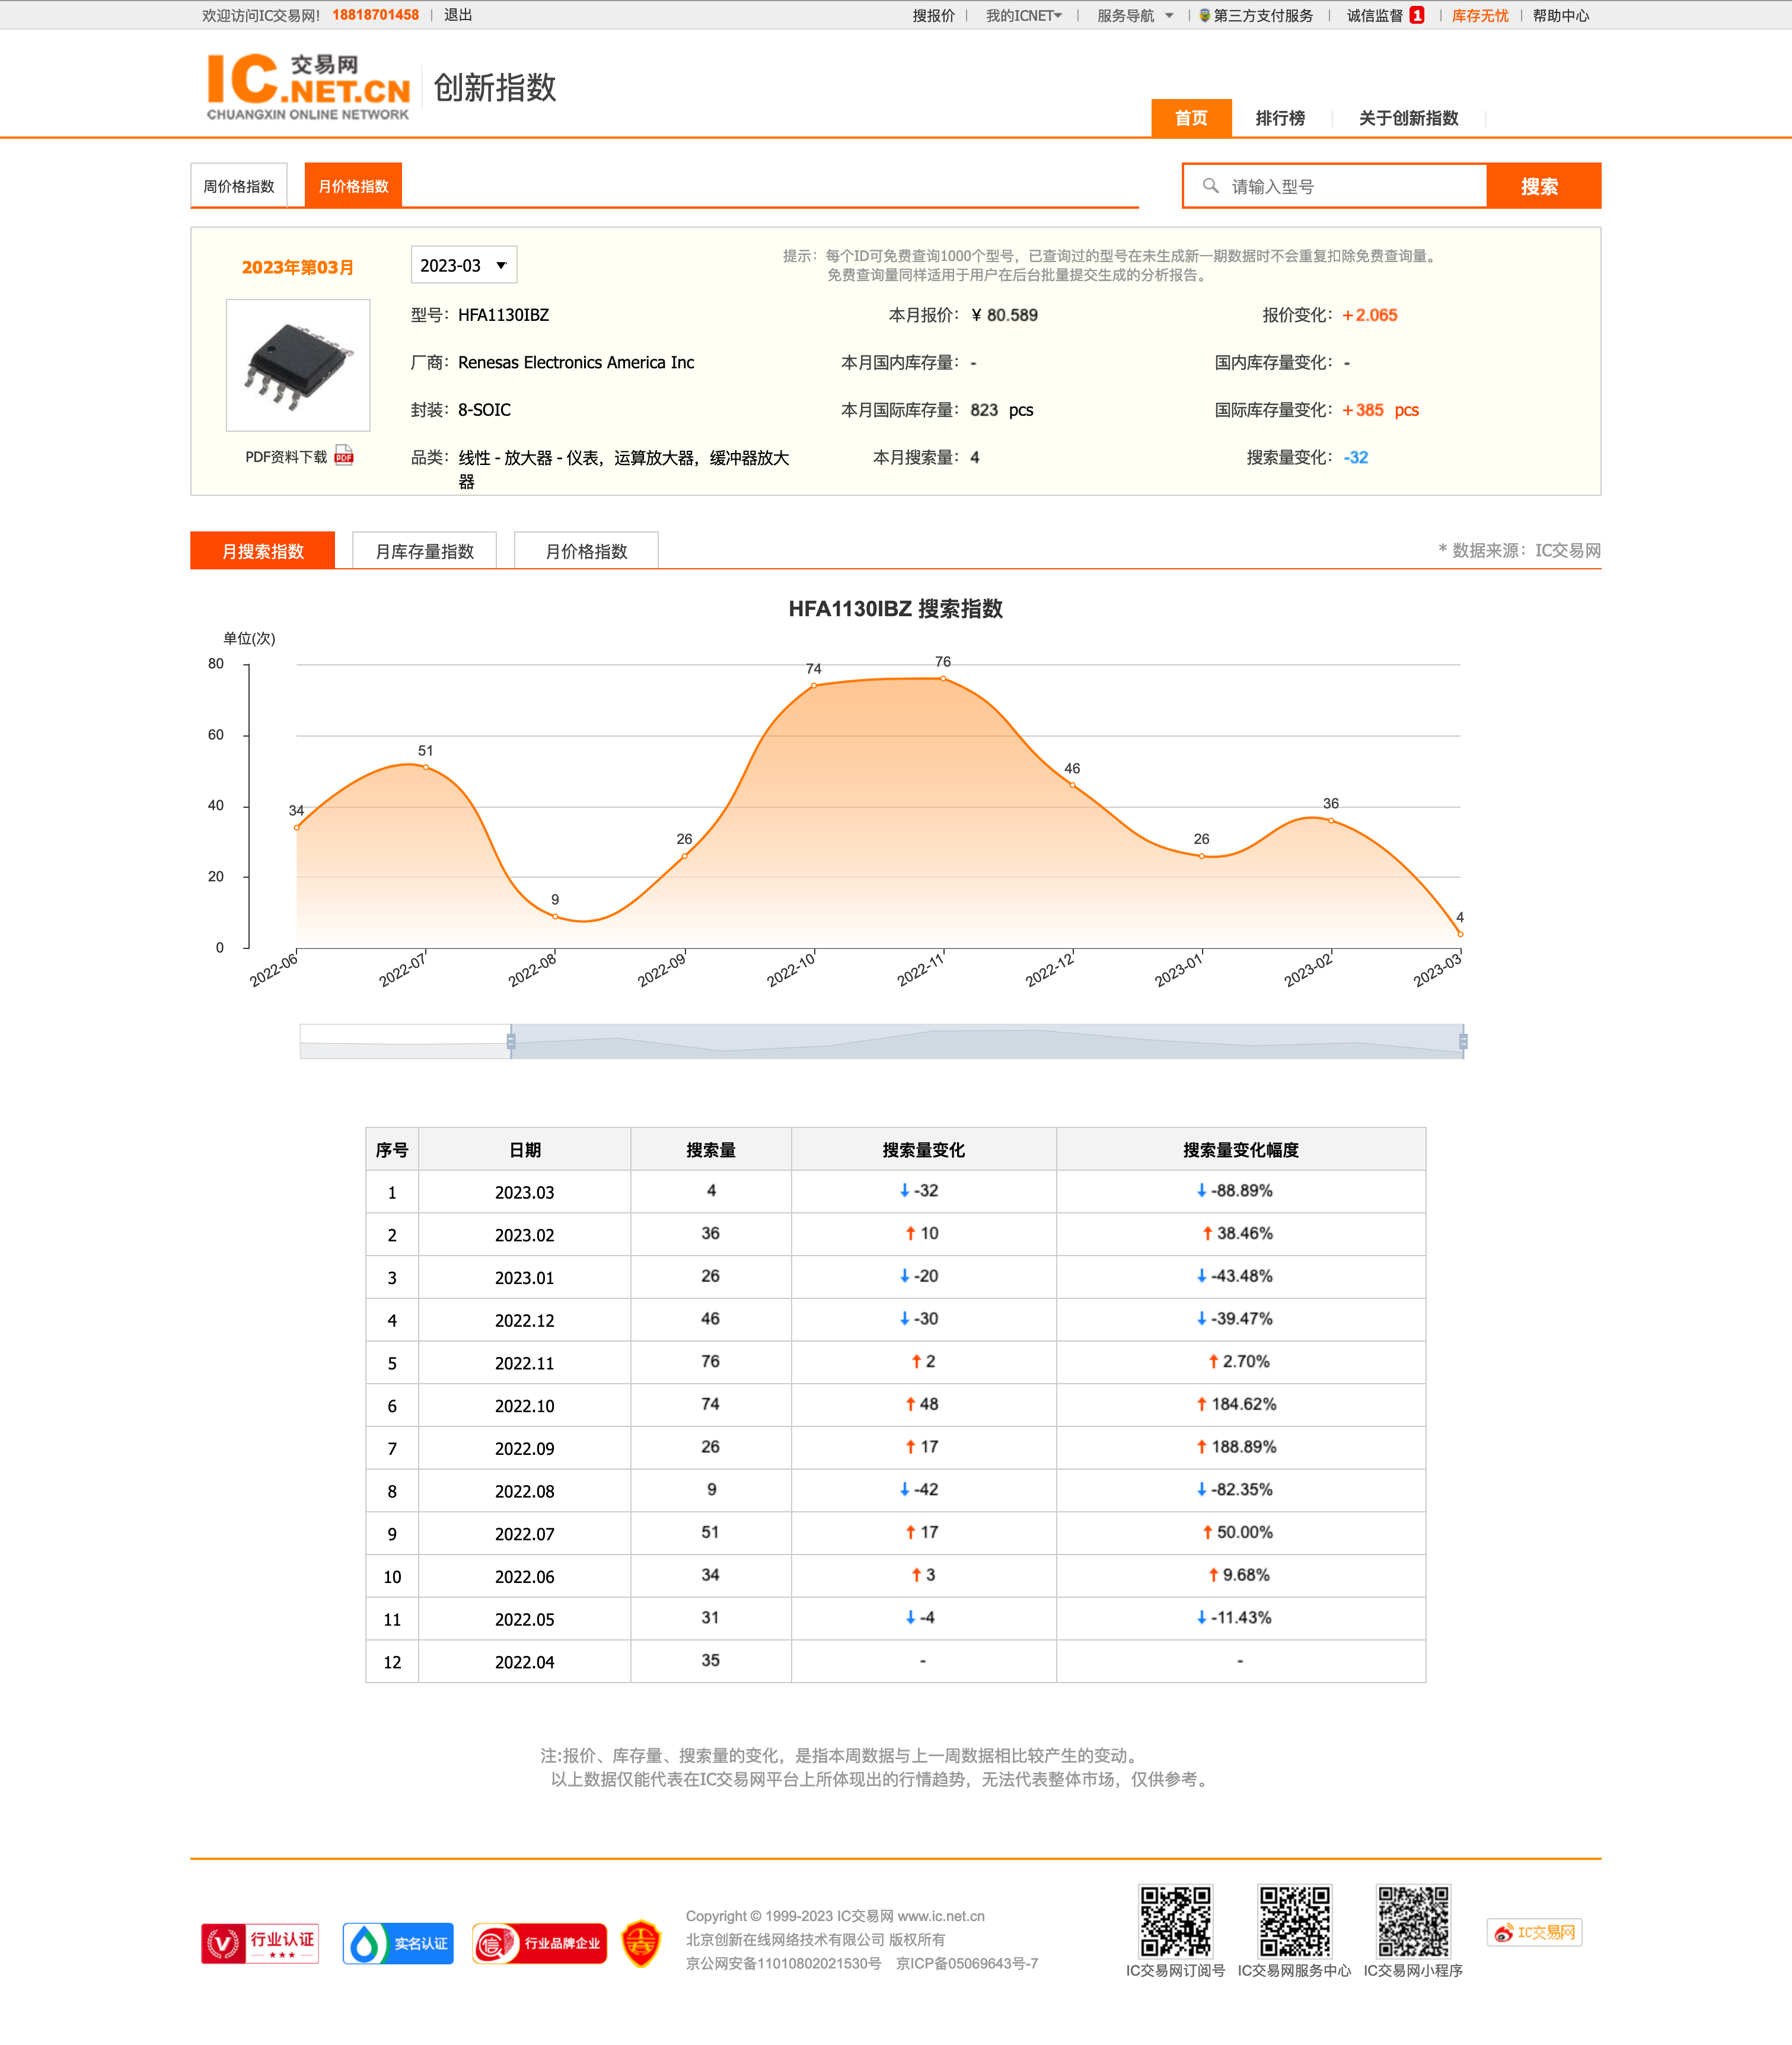 欢迎访问IC交易网! 18818701458 | 退出 搜报价 | 我的ICNET | 服务导航 | 第三方支付服务 | 诚信监督 1 | 库存无忧 | 帮助中心
IC交易网 .NET.CN
CHUANGXIN ONLINE NETWORK
创新指数
首页 排行榜 关于创新指数
周价格指数 月价格指数 请输入型号 搜索
2023年第03月 2023-03 提示：每个ID可免费查询1000个型号，已查询过的型号在未生成新一期数据时不会重复扣除免费查询量。
免费查询量同样适用于用户在后台批量提交生成的分析报告。
型号：HFA1130IBZ 本月报价：¥ 80.589 报价变化：+2.065
厂商：Renesas Electronics America Inc 本月国内库存量：- 国内库存量变化：-
封装：8-SOIC 本月国际库存量：823 pcs 国际库存量变化：+385 pcs
PDF资料下载 PDF 品类：线性 - 放大器 - 仪表，运算放大器，缓冲器放大 本月搜索量：4 搜索量变化：-32
器
月搜索指数 月库存量指数 月价格指数 * 数据来源：IC交易网
HFA1130IBZ 搜索指数
单位(次)
80
60
40
20
0
34 51 9 26 74 76 46 26 36 4
2022-06 2022-07 2022-08 2022-09 2022-10 2022-11 2022-12 2023-01 2023-02 2023-03
序号 日期 搜索量 搜索量变化 搜索量变化幅度
1 2023.03 4 ↓ -32 ↓ -88.89%
2 2023.02 36 ↑ 10 ↑ 38.46%
3 2023.01 26 ↓ -20 ↓ -43.48%
4 2022.12 46 ↓ -30 ↓ -39.47%
5 2022.11 76 ↑ 2 ↑ 2.70%
6 2022.10 74 ↑ 48 ↑ 184.62%
7 2022.09 26 ↑ 17 ↑ 188.89%
8 2022.08 9 ↓ -42 ↓ -82.35%
9 2022.07 51 ↑ 17 ↑ 50.00%
10 2022.06 34 ↑ 3 ↑ 9.68%
11 2022.05 31 ↓ -4 ↓ -11.43%
12 2022.04 35 - -
注:报价、库存量、搜索量的变化，是指本周数据与上一周数据相比较产生的变动。
以上数据仅能代表在IC交易网平台上所体现出的行情趋势，无法代表整体市场，仅供参考。
行业认证 实名认证 信 行业品牌企业
Copyright © 1999-2023 IC交易网 www.ic.net.cn
北京创新在线网络技术有限公司 版权所有
京公网安备11010802021530号 京ICP备05069643号-7
IC交易网订阅号 IC交易网服务中心 IC交易网小程序 IC交易网